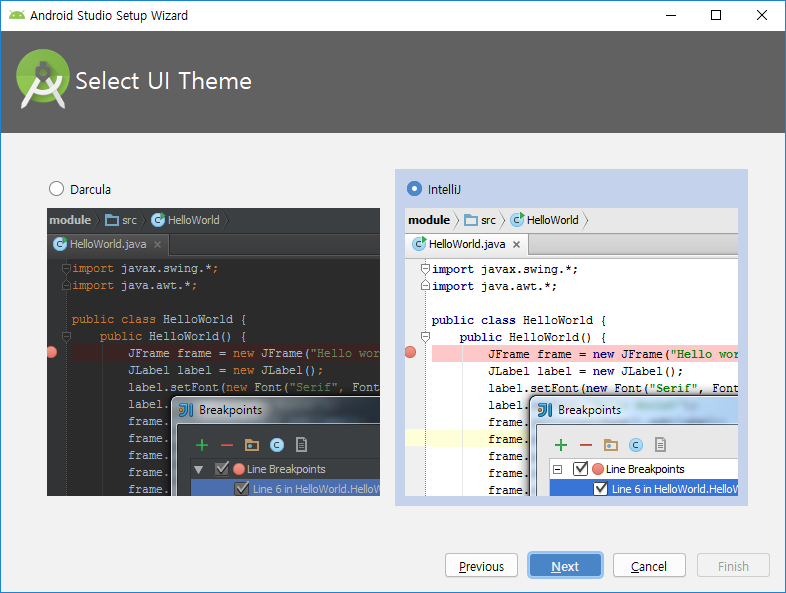 Android Studio Setup Wizard
Select UI Theme
Darcula
module src HelloWorld
HelloWorld.java
import javax.swing.*;
import java.awt.*;
public class HelloWorld {
public HelloWorld() {
JFrame frame = new JFrame("Hello wor
JLabel label = new JLabel();
label.setFont(new Font("Serif", Font
label.
frame.
frame.
frame.
frame.
frame.
Breakpoints
Line Breakpoints
Line 6 in HelloWorld.HelloW
IntelliJ
module src HelloWorld
HelloWorld.java
import javax.swing.*;
import java.awt.*;
public class HelloWorld {
public HelloWorld() {
JFrame frame = new JFrame("Hello wor
JLabel label = new JLabel();
label.setFont(new Font("Serif", Font
label.
frame.
frame.
frame.
frame.
frame.
Breakpoints
Line Breakpoints
Line 6 in HelloWorld.HelloW
Previous
Next
Cancel
Finish